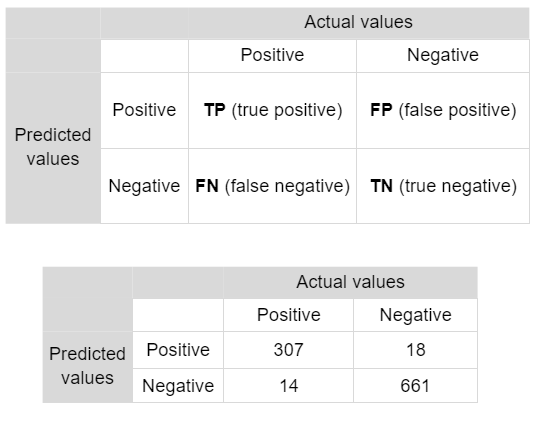 Actual values
Positive Negative
Predicted values
Positive TP (true positive) FP (false positive)
Negative FN (false negative) TN (true negative)
Actual values
Positive Negative
Predicted values
Positive 307 18
Negative 14 661